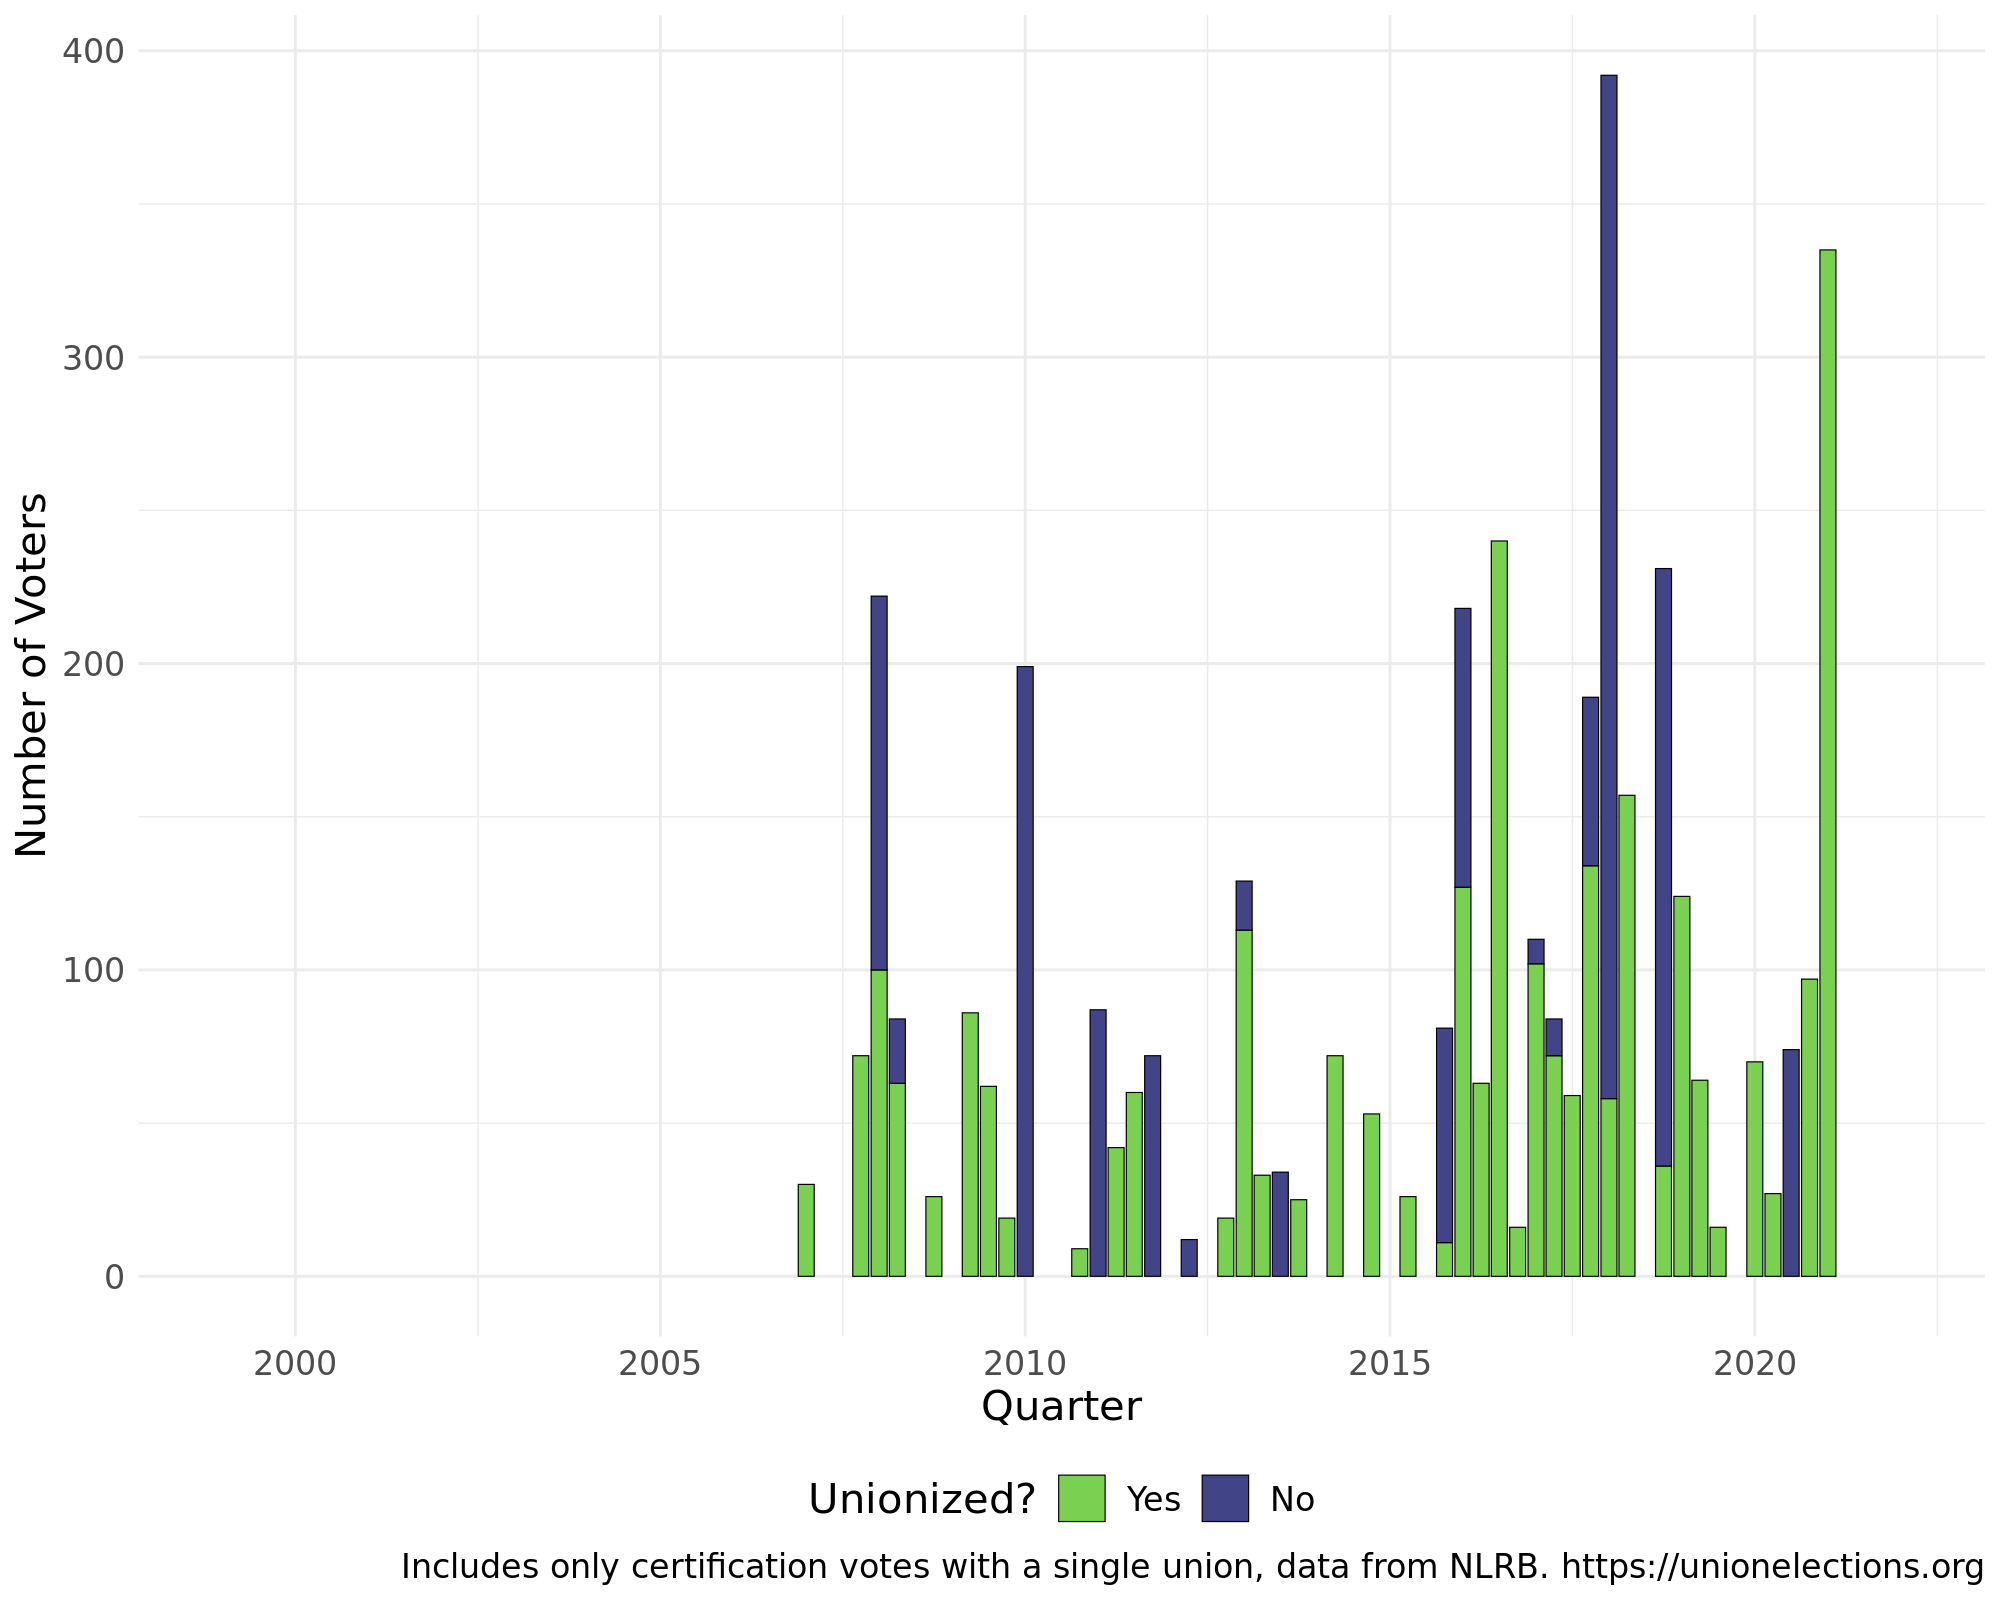 400
300
200
100
0
Number of Voters
2000 2005 2010 2015 2020
Quarter
Unionized? Yes No
Includes only certification votes with a single union, data from NLRB. https://unionelections.org